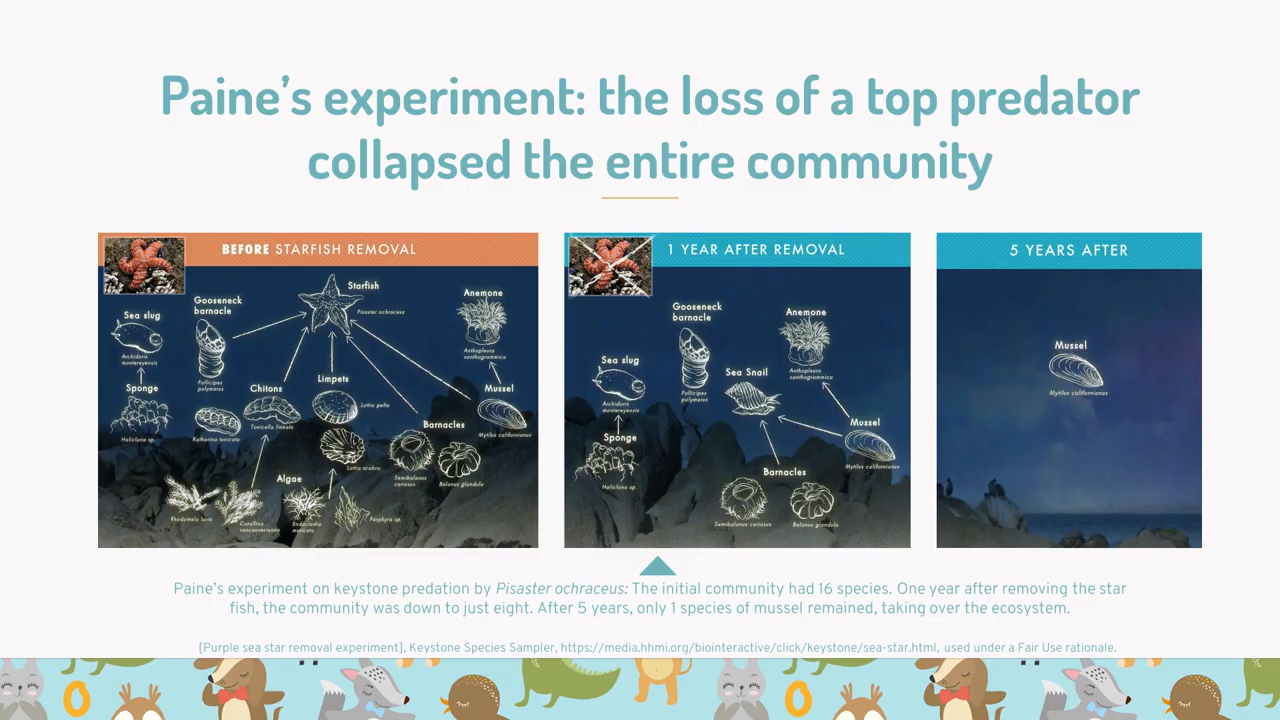 Paine's experiment: the loss of a top predator
collapsed the entire community
BEFORE STARFISH REMOVAL
Starfish
Pisaster ochraceus
Gooseneck
barnacle
Pollicipes
polymerus
Anemone
Anthopleura
xanthogrammica
Sea slug
Archidoris
montereyensis
Sponge
Haliclona sp.
Chitons
Katharina tunicata
Tonicella lineata
Limpets
Lottia pelta
Lottia scabra
Mussel
Mytilus californianus
Barnacles
Semibalanus
cariosus
Balanus glandula
Algae
Rhodomela larix
Corallina
vancouveriensis
Endocladia
muricata
Porphyra sp.
1 YEAR AFTER REMOVAL
Gooseneck
barnacle
Pollicipes
polymerus
Anemone
Anthopleura
xanthogrammica
Sea slug
Archidoris
montereyensis
Sea Snail
Sponge
Haliclona sp.
Mussel
Mytilus californianus
Barnacles
Semibalanus cariosus
Balanus glandula
5 YEARS AFTER
Mussel
Mytilus californianus
Paine's experiment on keystone predation by Pisaster ochraceus: The initial community had 16 species. One year after removing the star
fish, the community was down to just eight. After 5 years, only 1 species of mussel remained, taking over the ecosystem.
[Purple sea star removal experiment], Keystone Species Sampler, https://media.hhmi.org/biointeractive/click/keystone/sea-star.html, used under a Fair Use rationale.